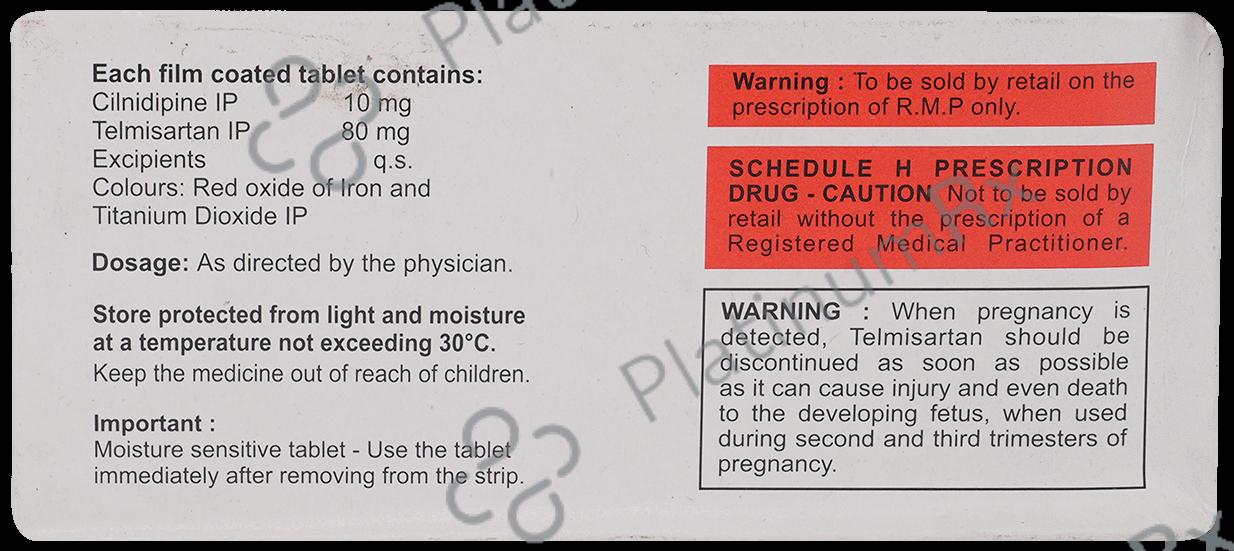 Each film coated tablet contains:
Cilnidipine IP 10 mg
Telmisartan IP 80 mg
Excipients q.s.
Colours: Red oxide of Iron and
Titanium Dioxide IP
Dosage: As directed by the physician.
Store protected from light and moisture
at a temperature not exceeding 30°C.
Keep the medicine out of reach of children.
Important :
Moisture sensitive tablet - Use the tablet
immediately after removing from the strip.
Warning : To be sold by retail on the
prescription of R.M.P only.
SCHEDULE H PRESCRIPTION
DRUG - CAUTION Not to be sold by
retail without the prescription of a
Registered Medical Practitioner.
WARNING : When pregnancy is
detected, Telmisartan should be
discontinued as soon as possible
as it can cause injury and even death
to the developing fetus, when used
during second and third trimesters of
pregnancy.
PlatinumRx
Platinu
Rx